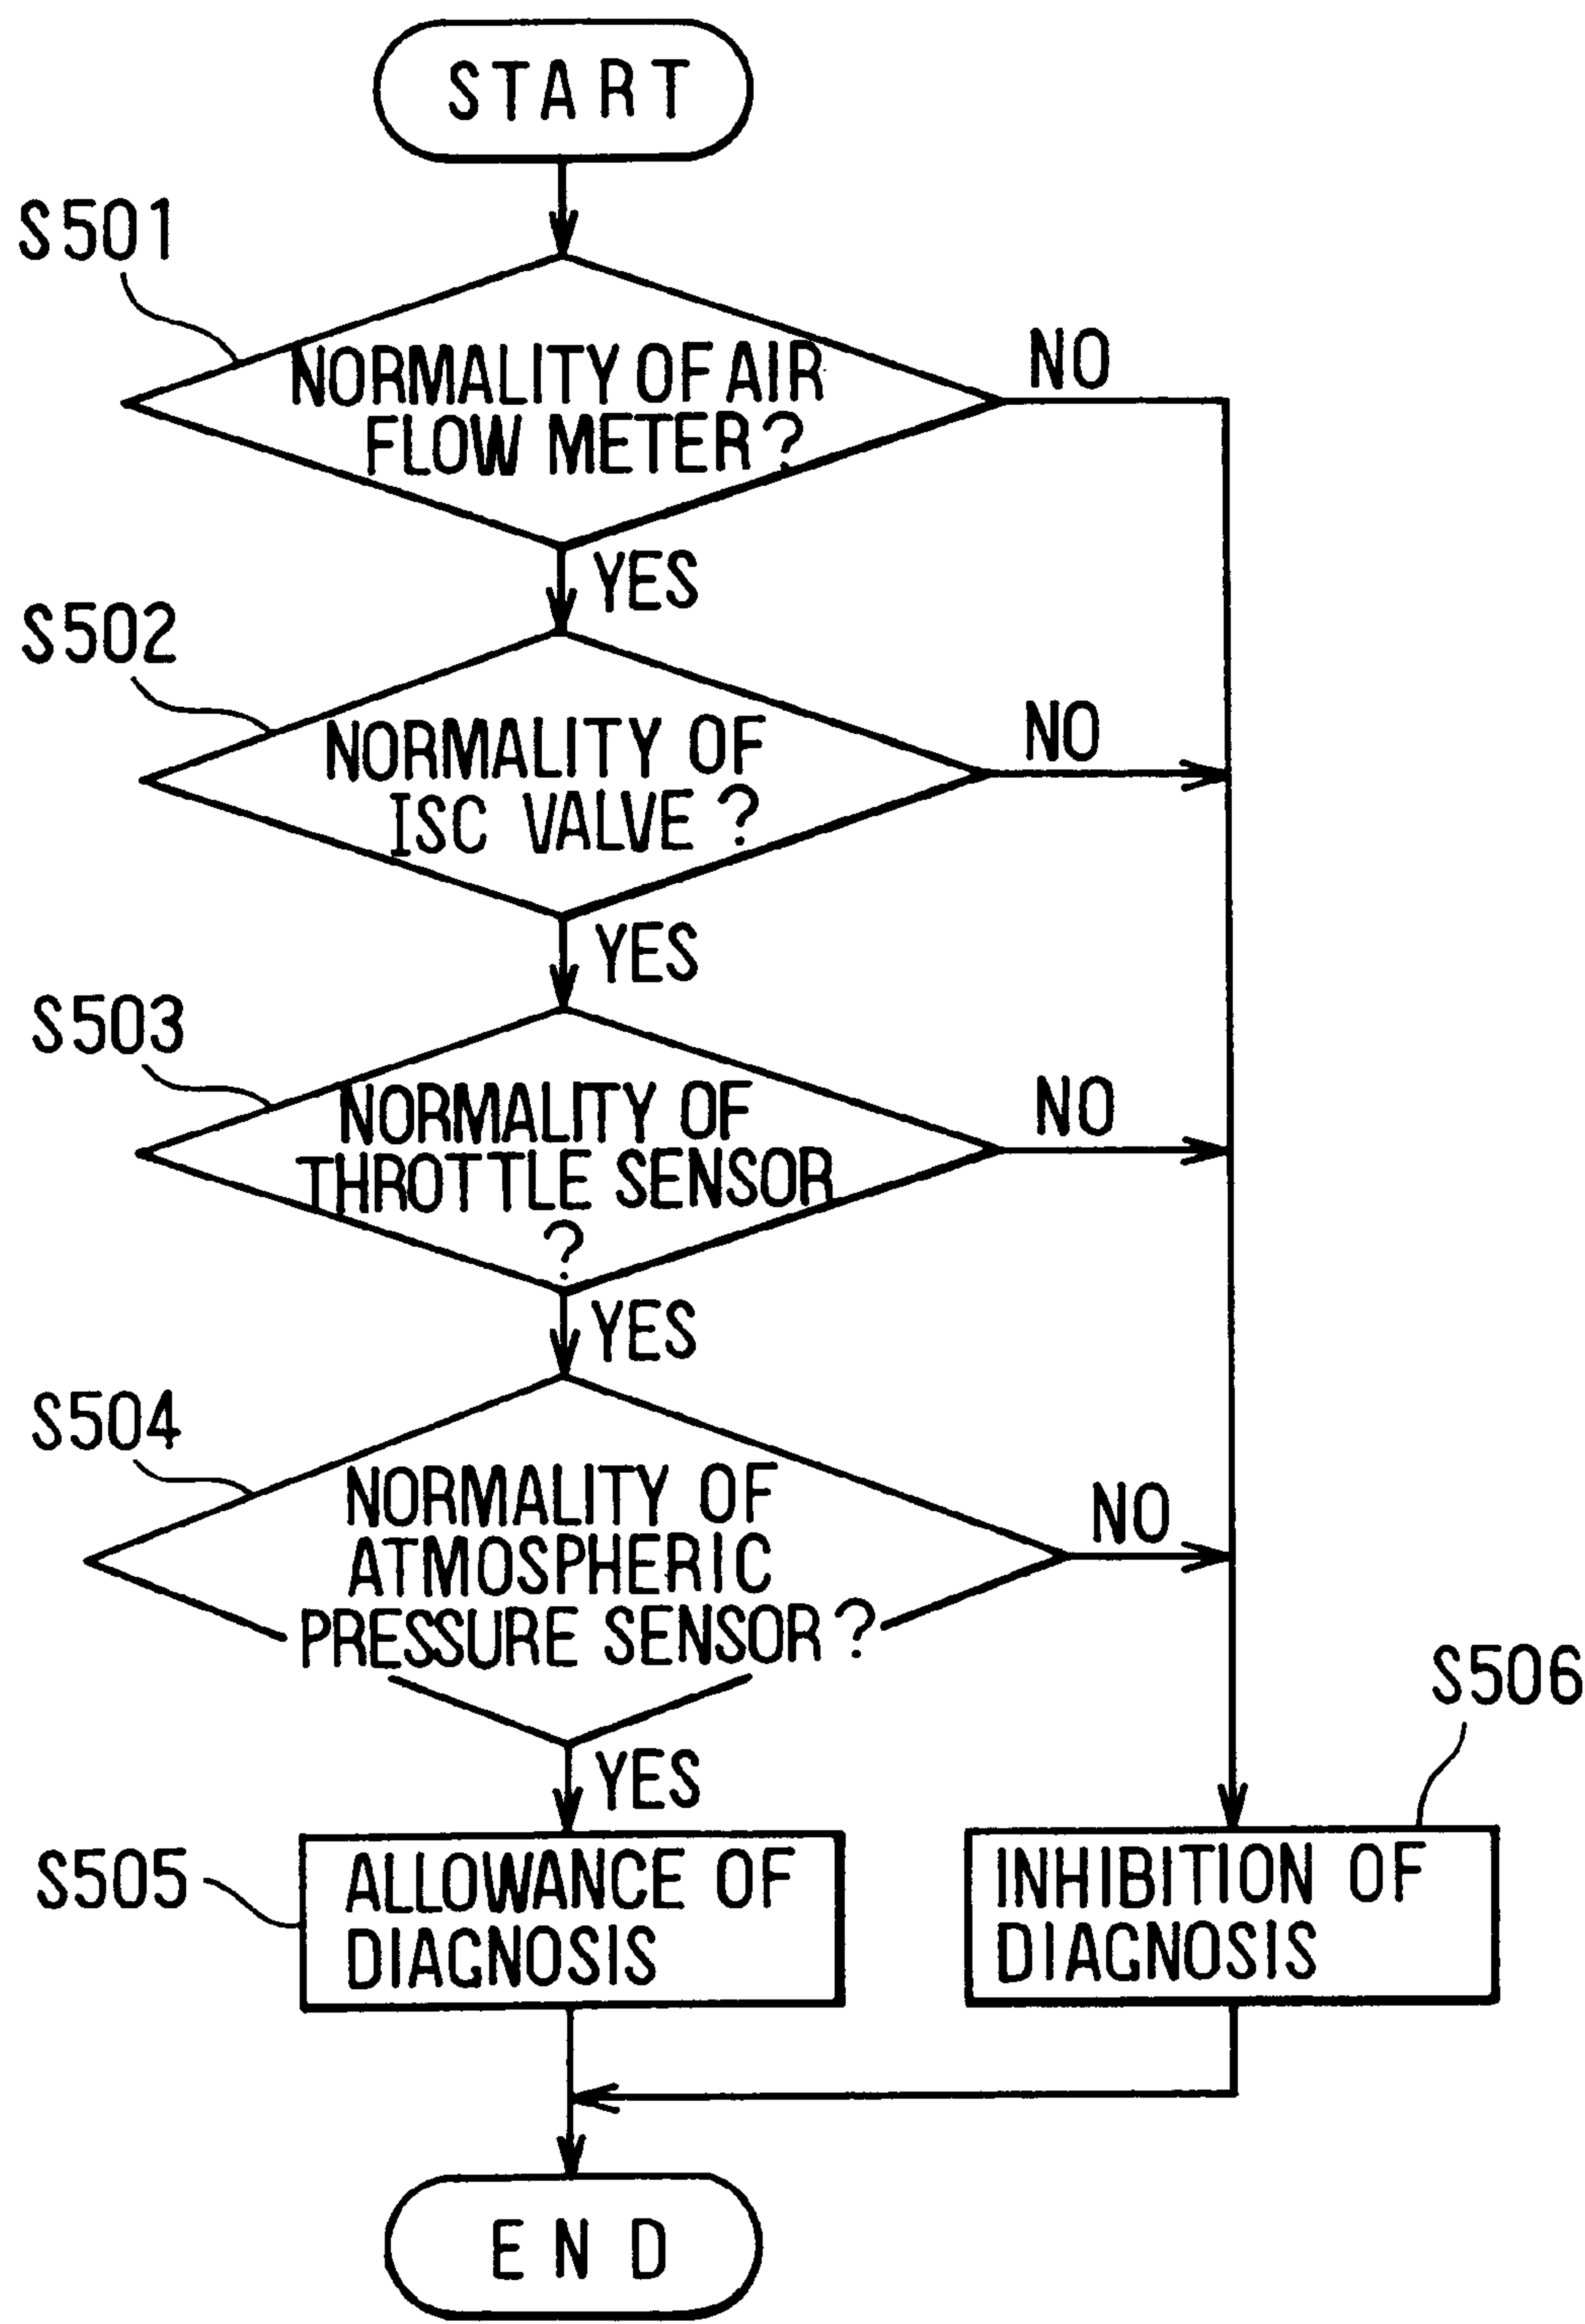 START
S501
NORMALITY OF AIR
FLOW METER?
NO
YES
S502
NORMALITY OF
ISC VALVE?
NO
YES
S503
NORMALITY OF
THROTTLE SENSOR
?
NO
YES
S504
NORMALITY OF
ATMOSPHERIC
PRESSURE SENSOR?
NO
YES
S505
ALLOWANCE OF
DIAGNOSIS
S506
INHIBITION OF
DIAGNOSIS
END